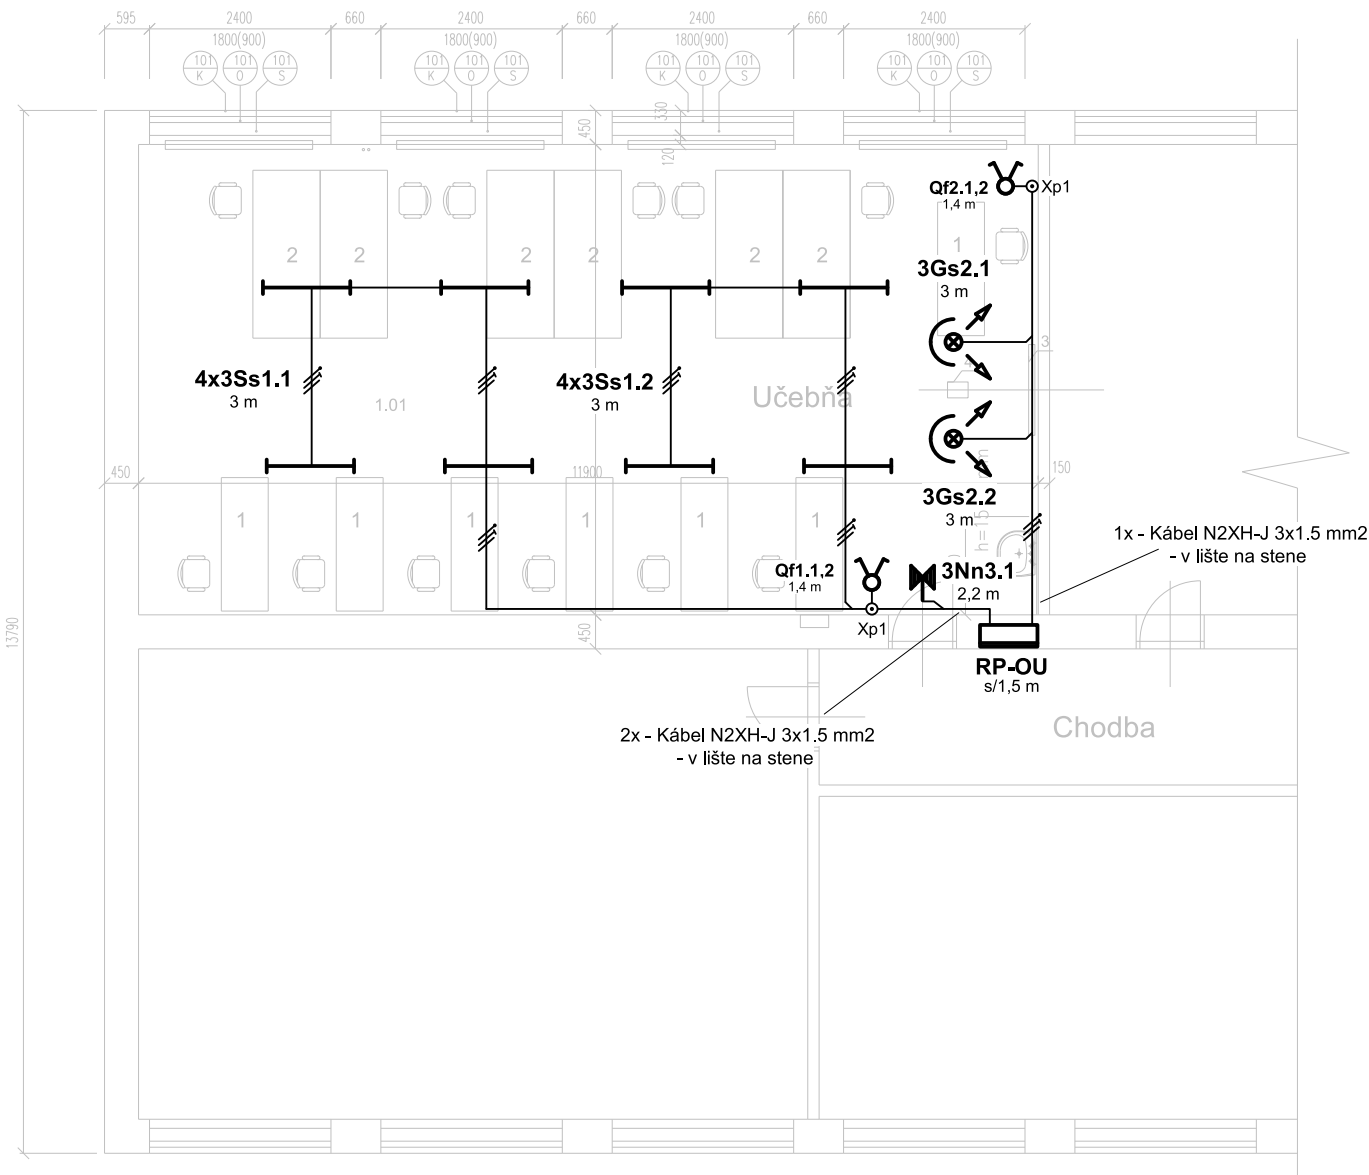 595
2400
660
2400
660
2400
660
2400
1800(900)
1800(900)
1800(900)
1800(900)
101
K
101
O
101
S
101
K
101
O
101
S
101
K
101
O
101
S
101
K
101
O
101
S
450
330
120
Qf2.1,2
1,4 m
Xp1
2
2
2
2
2
2
1
3Gs2.1
3 m
3
4x3Ss1.1
3 m
4x3Ss1.2
3 m
1.01
Učebňa
450
11900
150
3Gs2.2
3 m
1
1
1
1
1
1
1x - Kábel N2XH-J 3x1.5 mm2
- v lište na stene
Qf1.1,2
1,4 m
3Nn3.1
2,2 m
Xp1
450
13790
RP-OU
s/1,5 m
2x - Kábel N2XH-J 3x1.5 mm2
- v lište na stene
Chodba